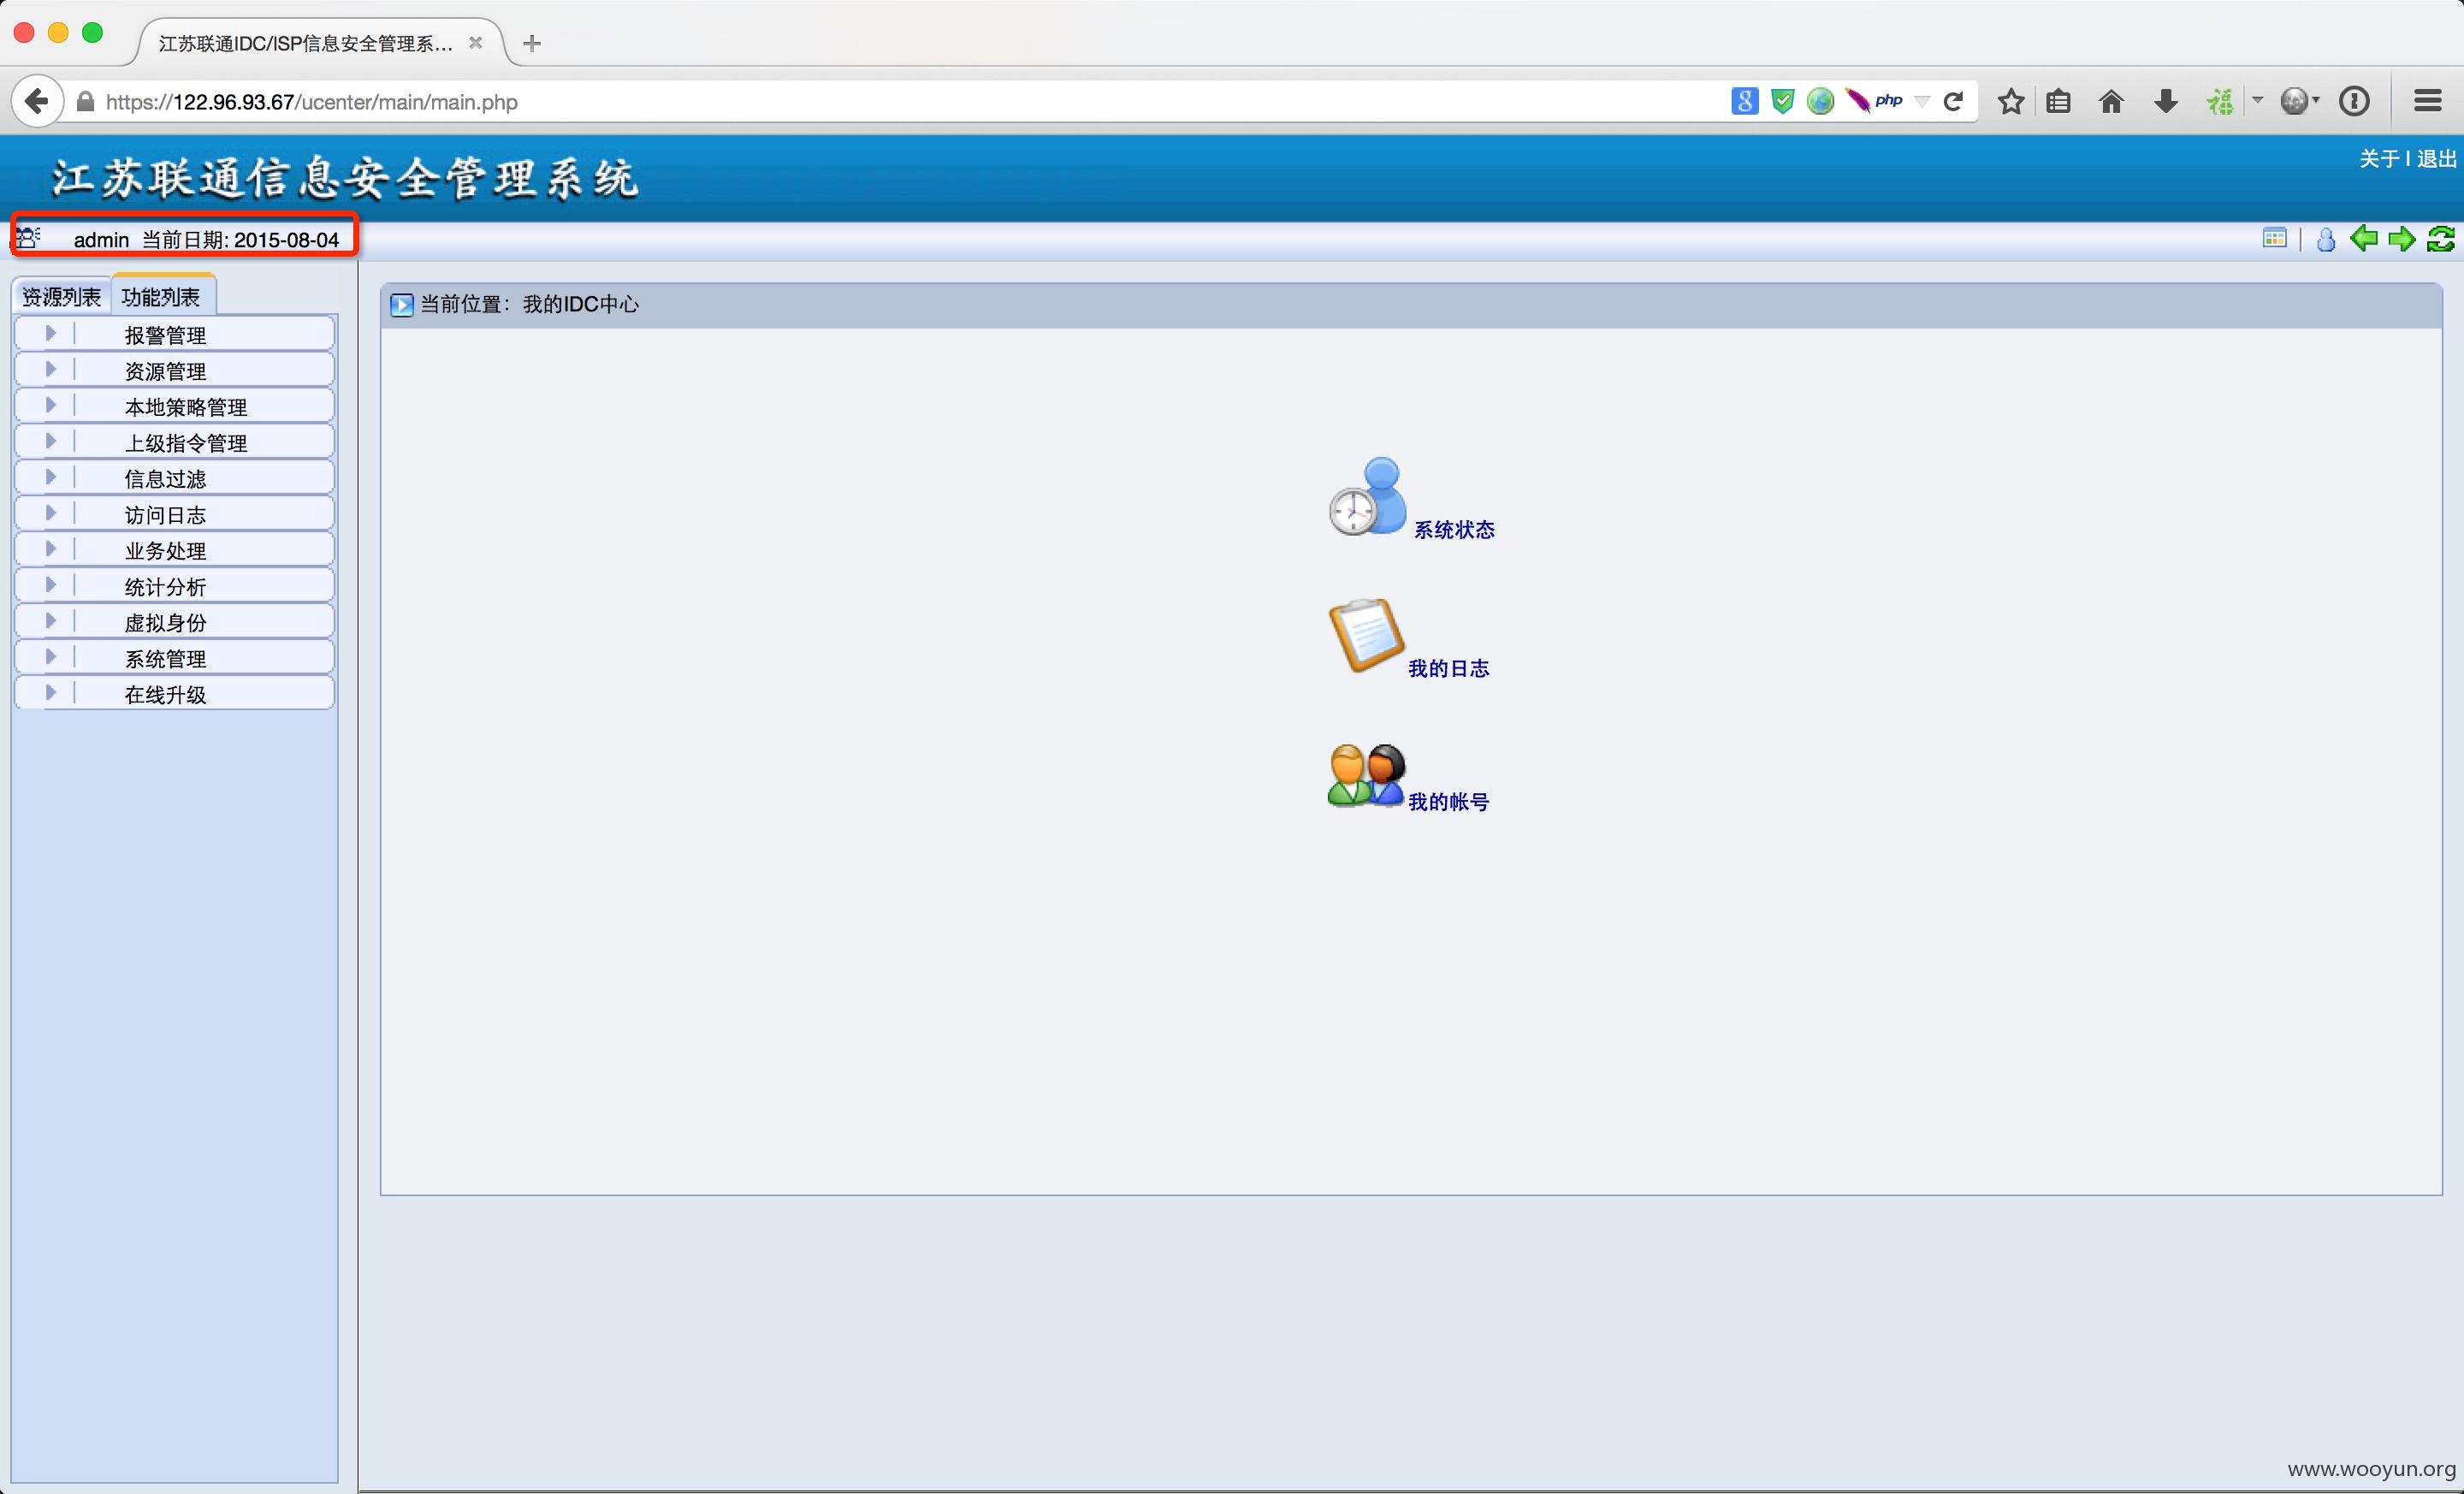 江苏联通IDC/ISP信息安全管理系...
https://122.96.93.67/ucenter/main/main.php
php
江苏联通信息安全管理系统
关于 | 退出
admin 当前日期: 2015-08-04
资源列表 功能列表
当前位置：我的IDC中心
报警管理
资源管理
本地策略管理
上级指令管理
信息过滤
访问日志
业务处理
统计分析
虚拟身份
系统管理
在线升级
系统状态
我的日志
我的帐号
www.wooyun.org